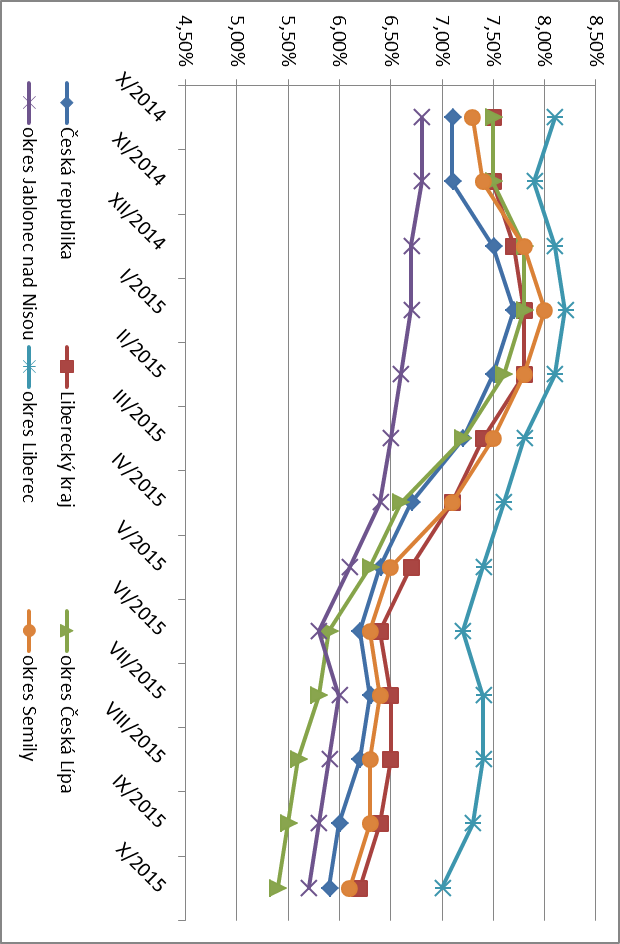 8,50%
8,00%
7,50%
7,00%
6,50%
6,00%
5,50%
5,00%
4,50%
X/2014
XI/2014
XII/2014
I/2015
II/2015
III/2015
IV/2015
V/2015
VI/2015
VII/2015
VIII/2015
IX/2015
X/2015
Česká republika
Liberecký kraj
okres Česká Lípa
okres Jablonec nad Nisou
okres Liberec
okres Semily